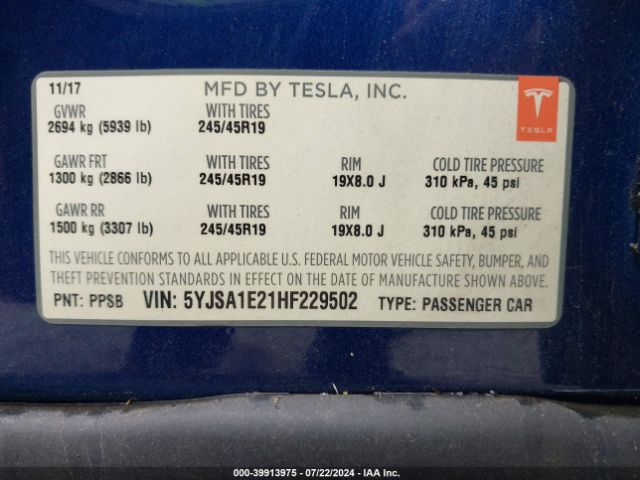 11/17 MFD BY TESLA, INC.
GVWR WITH TIRES
2694 kg (5939 lb) 245/45R19
TESLA
GAWR FRT WITH TIRES RIM COLD TIRE PRESSURE
1300 kg (2866 lb) 245/45R19 19X8.0 J 310 kPa, 45 psi
GAWR RR WITH TIRES RIM COLD TIRE PRESSURE
1500 kg (3307 lb) 245/45R19 19X8.0 J 310 kPa, 45 psi
THIS VEHICLE CONFORMS TO ALL APPLICABLE U.S. FEDERAL MOTOR VEHICLE SAFETY, BUMPER, AND
THEFT PREVENTION STANDARDS IN EFFECT ON THE DATE OF MANUFACTURE SHOWN ABOVE.
PNT: PPSB VIN: 5YJSA1E21HF229502 TYPE: PASSENGER CAR
000-39913975 - 07/22/2024 - IAA Inc.